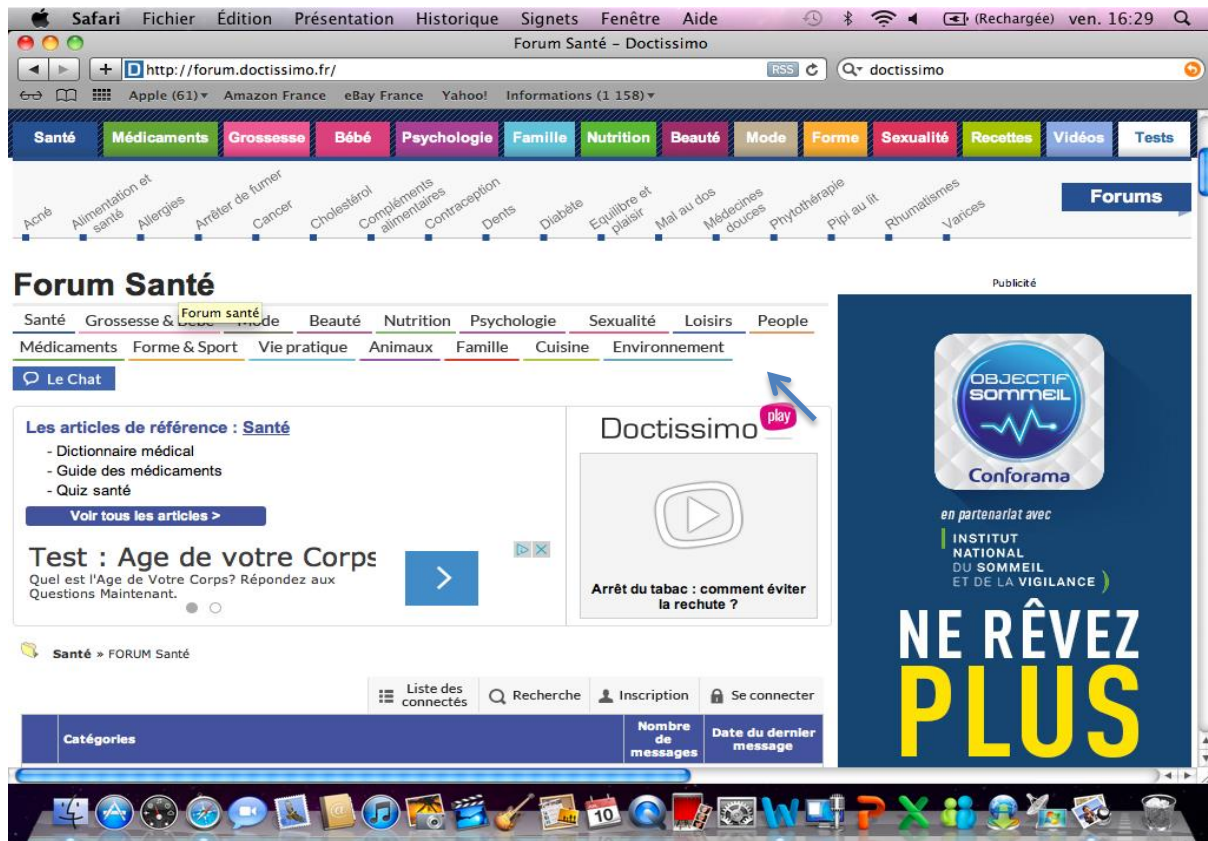 Safari Fichier Édition Présentation Historique Signets Fenêtre Aide (Rechargée) ven. 16:29
Forum Santé – Doctissimo
http://forum.doctissimo.fr/ RSS doctissimo
Apple (61) Amazon France eBay France Yahoo! Informations (1 158)
Santé Médicaments Grossesse Bébé Psychologie Famille Nutrition Beauté Mode Forme Sexualité Recettes Vidéos Tests
Acné
Alimentation et
santé
Allergies
Arrêter de fumer
Cancer
Cholestérol
Compléments
alimentaires
Contraception
Dents
Diabète
Equilibre et
plaisir
Mal au dos
Médecines
douces
Phytothérapie
Pipi au lit
Rhumatismes
Varices
Forums
Forum Santé
Publicité
Forum santé
Santé Grossesse & Mode Beauté Nutrition Psychologie Sexualité Loisirs People
Médicaments Forme & Sport Vie pratique Animaux Famille Cuisine Environnement
Le Chat
Les articles de référence : Santé
- Dictionnaire médical
- Guide des médicaments
- Quiz santé
Voir tous les articles >
Test : Age de votre Corps
Quel est l'Age de Votre Corps? Répondez aux
Questions Maintenant.
Doctissimo play
Arrêt du tabac : comment éviter
la rechute ?
OBJECTIF
SOMMEIL
Conforama
en partenariat avec
INSTITUT
NATIONAL
DU SOMMEIL
ET DE LA VIGILANCE
NE RÊVEZ
PLUS
Santé » FORUM Santé
Liste des
connectés
Recherche
Inscription
Se connecter
Catégories
Nombre
de
messages
Date du dernier
message
10